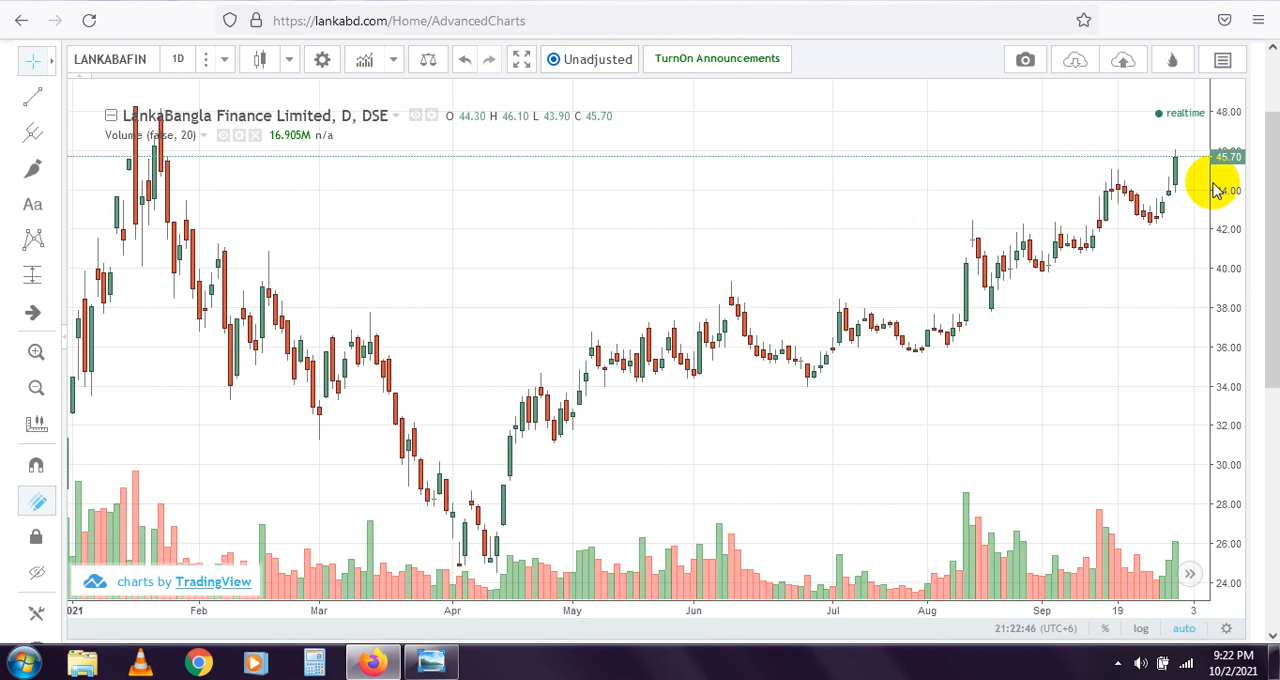 https://lankabd.com/Home/AdvancedCharts
LANKABAFIN 1D Unadjusted TurnOn Announcements
LankaBangla Finance Limited, D, DSE O 44.30 H 46.10 L 43.90 C 45.70
realtime
Volume (false, 20) 16.905M n/a
Aa
48.00
45.70
42.00
40.00
38.00
36.00
34.00
32.00
30.00
28.00
26.00
24.00
charts by TradingView
Feb Mar Apr May Jun Jul Aug Sep 19 3
21:22:46 (UTC+6) % log auto
9:22 PM
10/2/2021